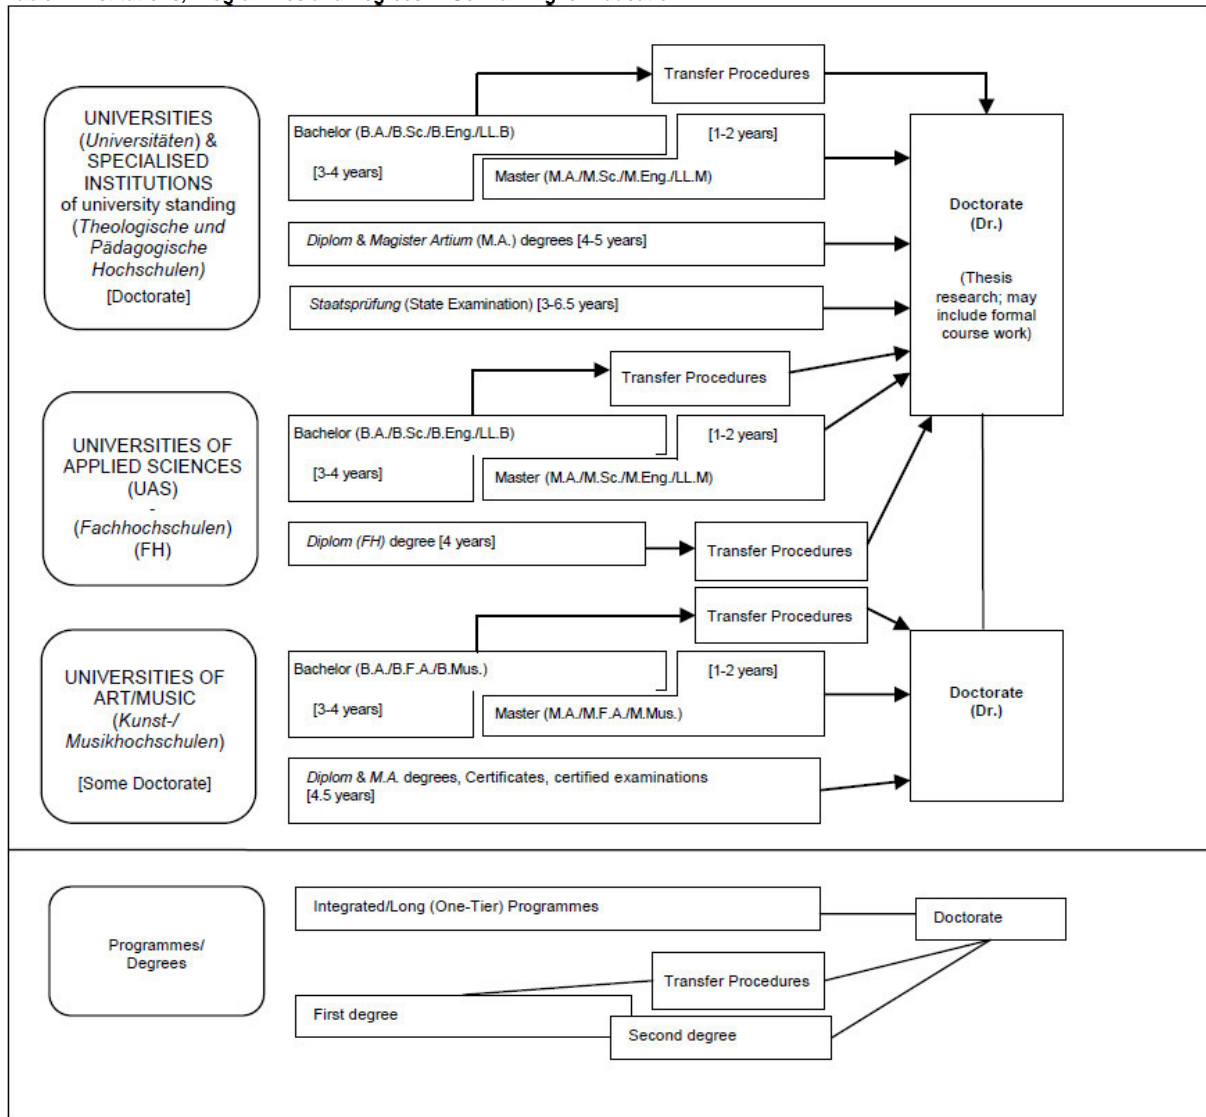 Transfer Procedures
UNIVERSITIES
(Universitäten) &
SPECIALISED
INSTITUTIONS
of university standing
(Theologische und
Pädagogische
Hochschulen)
[Doctorate]
Bachelor (B.A./B.Sc./B.Eng./LL.B)
[3-4 years]
[1-2 years]
Master (M.A./M.Sc./M.Eng./LL.M)
Diplom & Magister Artium (M.A.) degrees [4-5 years]
Staatsprüfung (State Examination) [3-6.5 years]
Doctorate
(Dr.)
(Thesis
research; may
include formal
course work)
Transfer Procedures
UNIVERSITIES OF
APPLIED SCIENCES
(UAS)
-
(Fachhochschulen)
(FH)
Bachelor (B.A./B.Sc./B.Eng./LL.B)
[3-4 years]
[1-2 years]
Master (M.A./M.Sc./M.Eng./LL.M)
Diplom (FH) degree [4 years]
Transfer Procedures
Transfer Procedures
UNIVERSITIES OF
ART/MUSIC
(Kunst-/
Musikhochschulen)
[Some Doctorate]
Bachelor (B.A./B.F.A./B.Mus.)
[3-4 years]
[1-2 years]
Master (M.A./M.F.A./M.Mus.)
Diplom & M.A. degrees, Certificates, certified examinations
[4.5 years]
Doctorate
(Dr.)
Programmes/
Degrees
Integrated/Long (One-Tier) Programmes
Doctorate
Transfer Procedures
First degree
Second degree